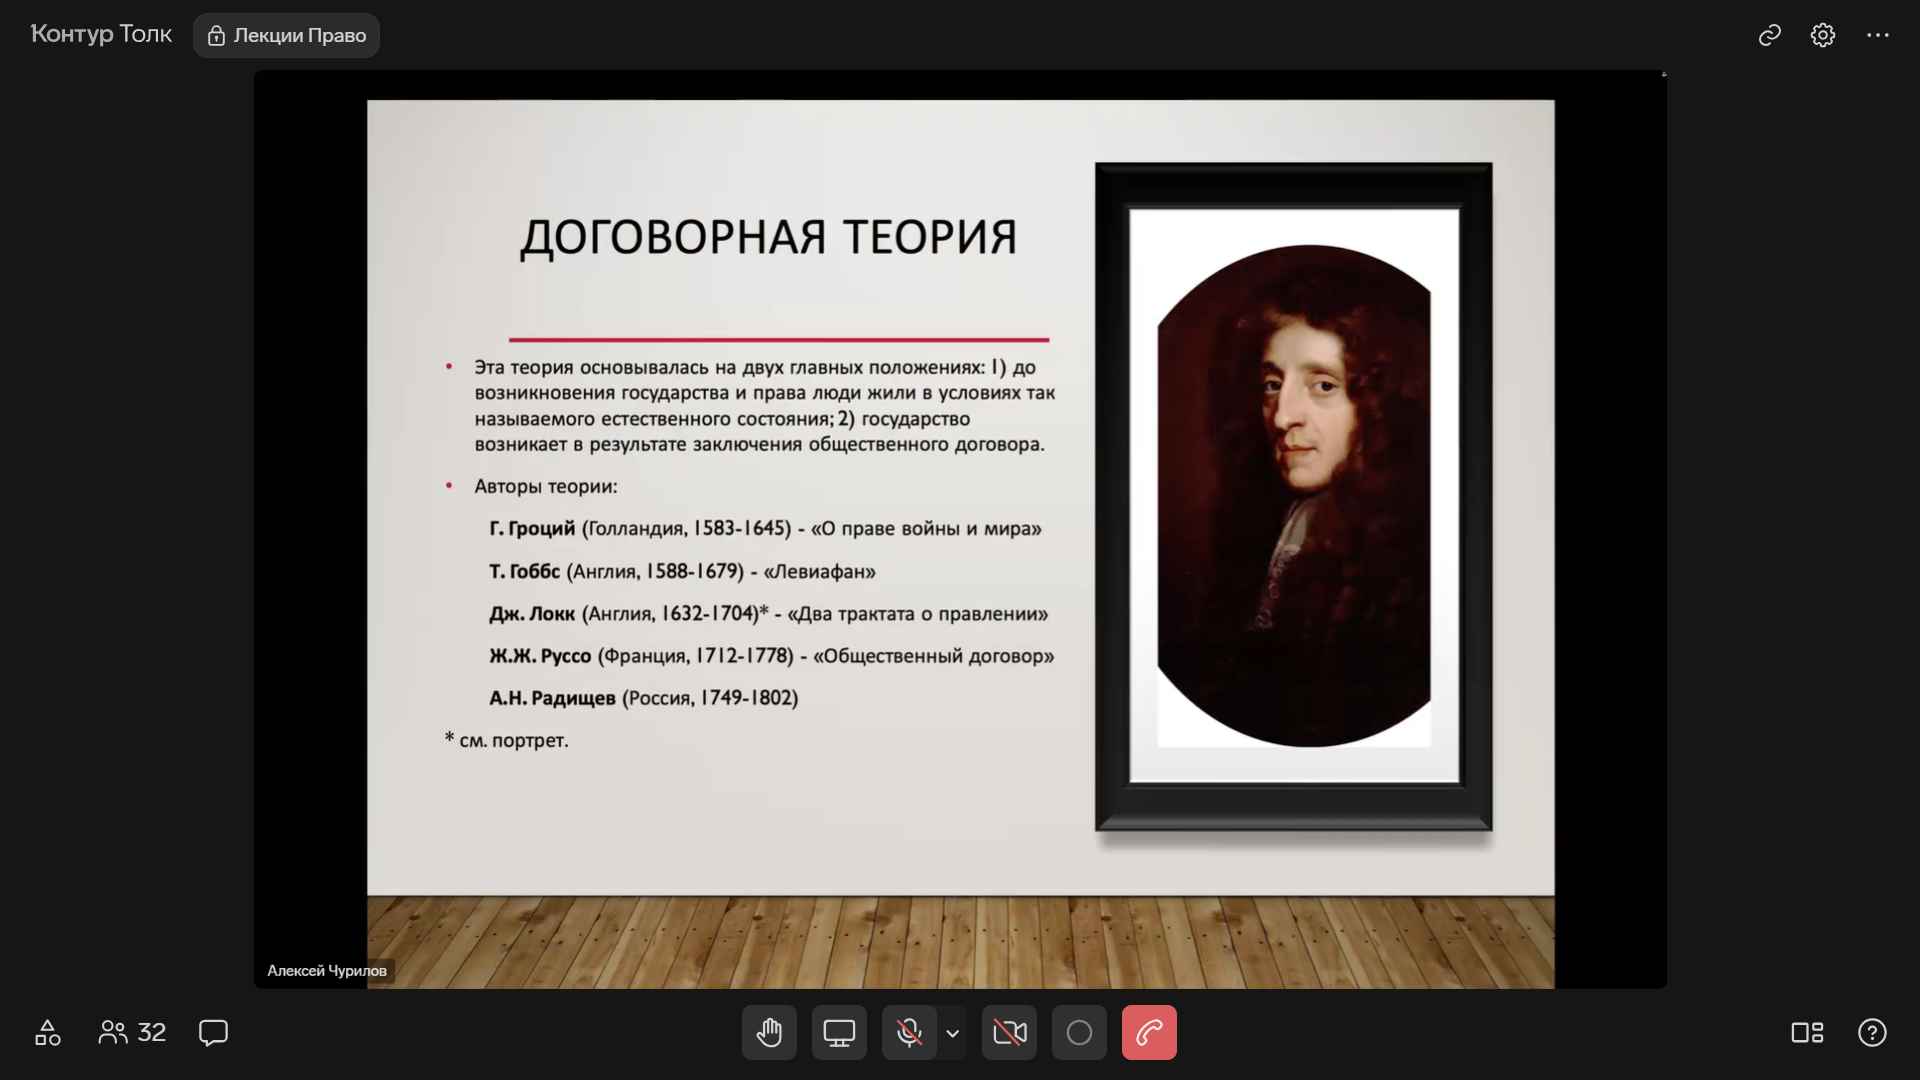 Контур Толк
Лекции Право
ДОГОВОРНАЯ ТЕОРИЯ
• Эта теория основывалась на двух главных положениях: 1) до
возникновения государства и права люди жили в условиях так
называемого естественного состояния; 2) государство
возникает в результате заключения общественного договора.
• Авторы теории:
Г. Гроций (Голландия, 1583-1645) - «О праве войны и мира»
Т. Гоббс (Англия, 1588-1679) - «Левиафан»
Дж. Локк (Англия, 1632-1704)* - «Два трактата о правлении»
Ж.Ж. Руссо (Франция, 1712-1778) - «Общественный договор»
А.Н. Радищев (Россия, 1749-1802)
* см. портрет.
Алексей Чурилов
32